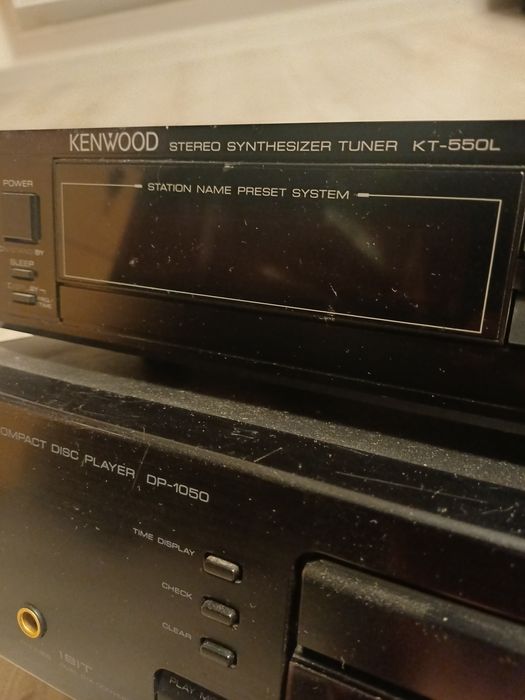 KENWOOD STEREO SYNTHESIZER TUNER KT-550L
STATION NAME PRESET SYSTEM
POWER
SLEEP
COMPACT DISC PLAYER DP-1050
TIME DISPLAY
CHECK
CLEAR
PLAY